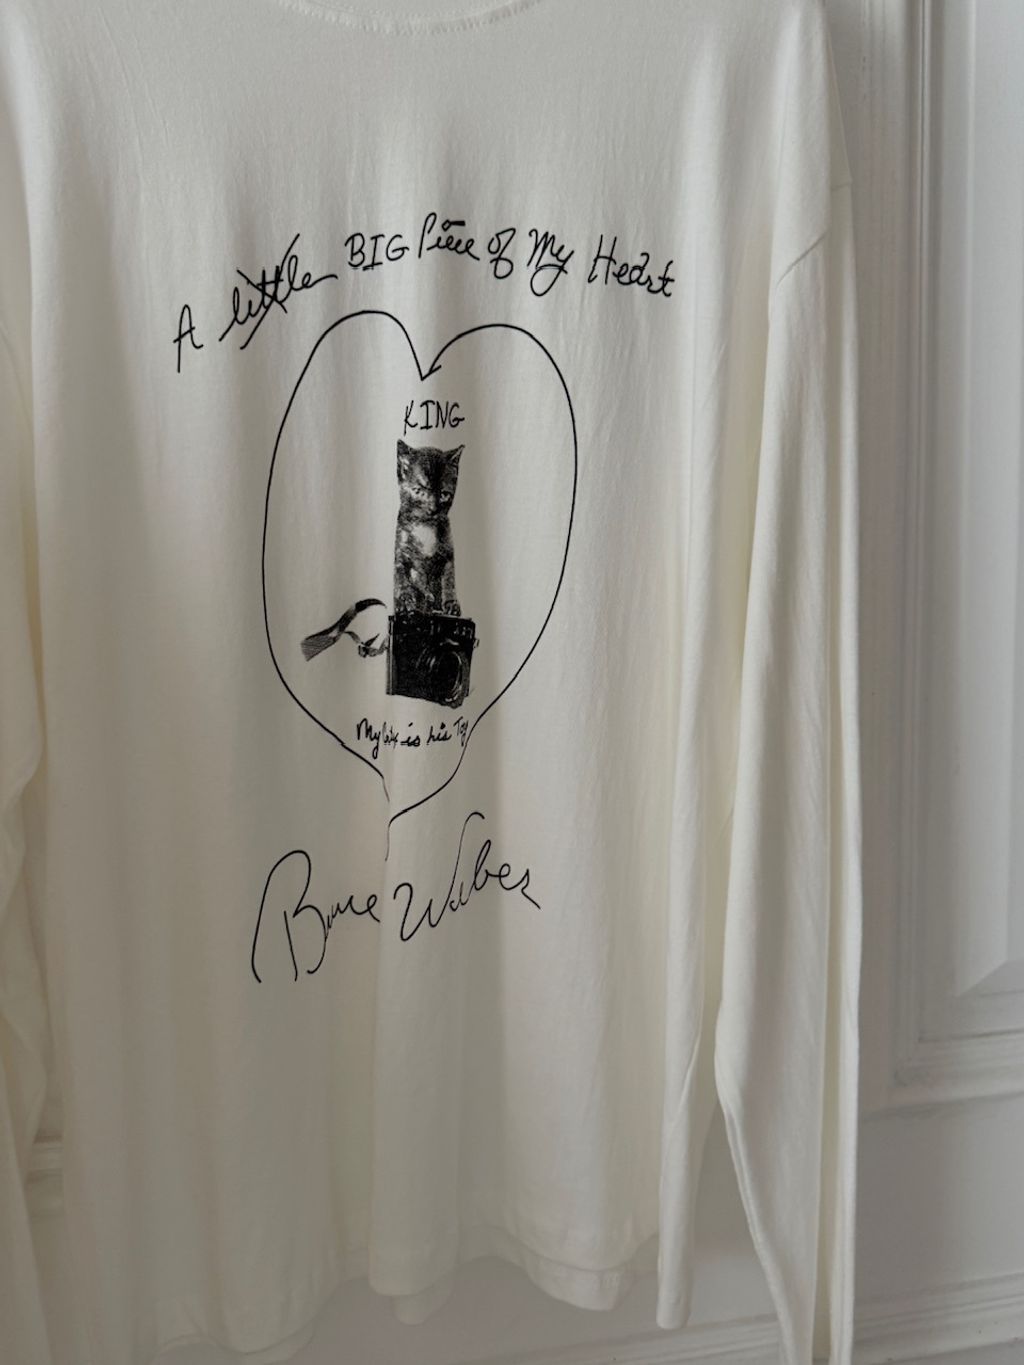 A little BIG Piece of My Heart
KING
My is his Toy
Bruce Weber